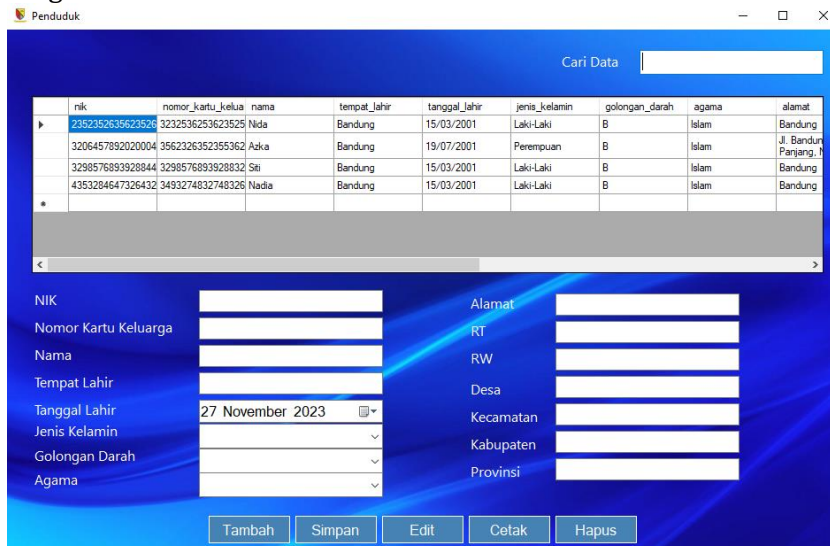 Penduduk
Cari Data
nik nomor_kartu_kelua nama tempat_lahir tanggal_lahir jenis_kelamin golongan_darah agama alamat
2352352635623526 3232536253623525 Nida Bandung 15/03/2001 Laki-Laki B Islam Bandung
3206457892020004 3562326352355362 Azka Bandung 19/07/2001 Perempuan B Islam Jl. Bandun
Panjang, N
3298576893928844 3298576893928832 Siti Bandung 15/03/2001 Laki-Laki B Islam Bandung
4353284647326432 3493274832748326 Nadia Bandung 15/03/2001 Laki-Laki B Islam Bandung
NIK
Nomor Kartu Keluarga
Nama
Tempat Lahir
Tanggal Lahir 27 November 2023
Jenis Kelamin
Golongan Darah
Agama
Alamat
RT
RW
Desa
Kecamatan
Kabupaten
Provinsi
Tambah Simpan Edit Cetak Hapus